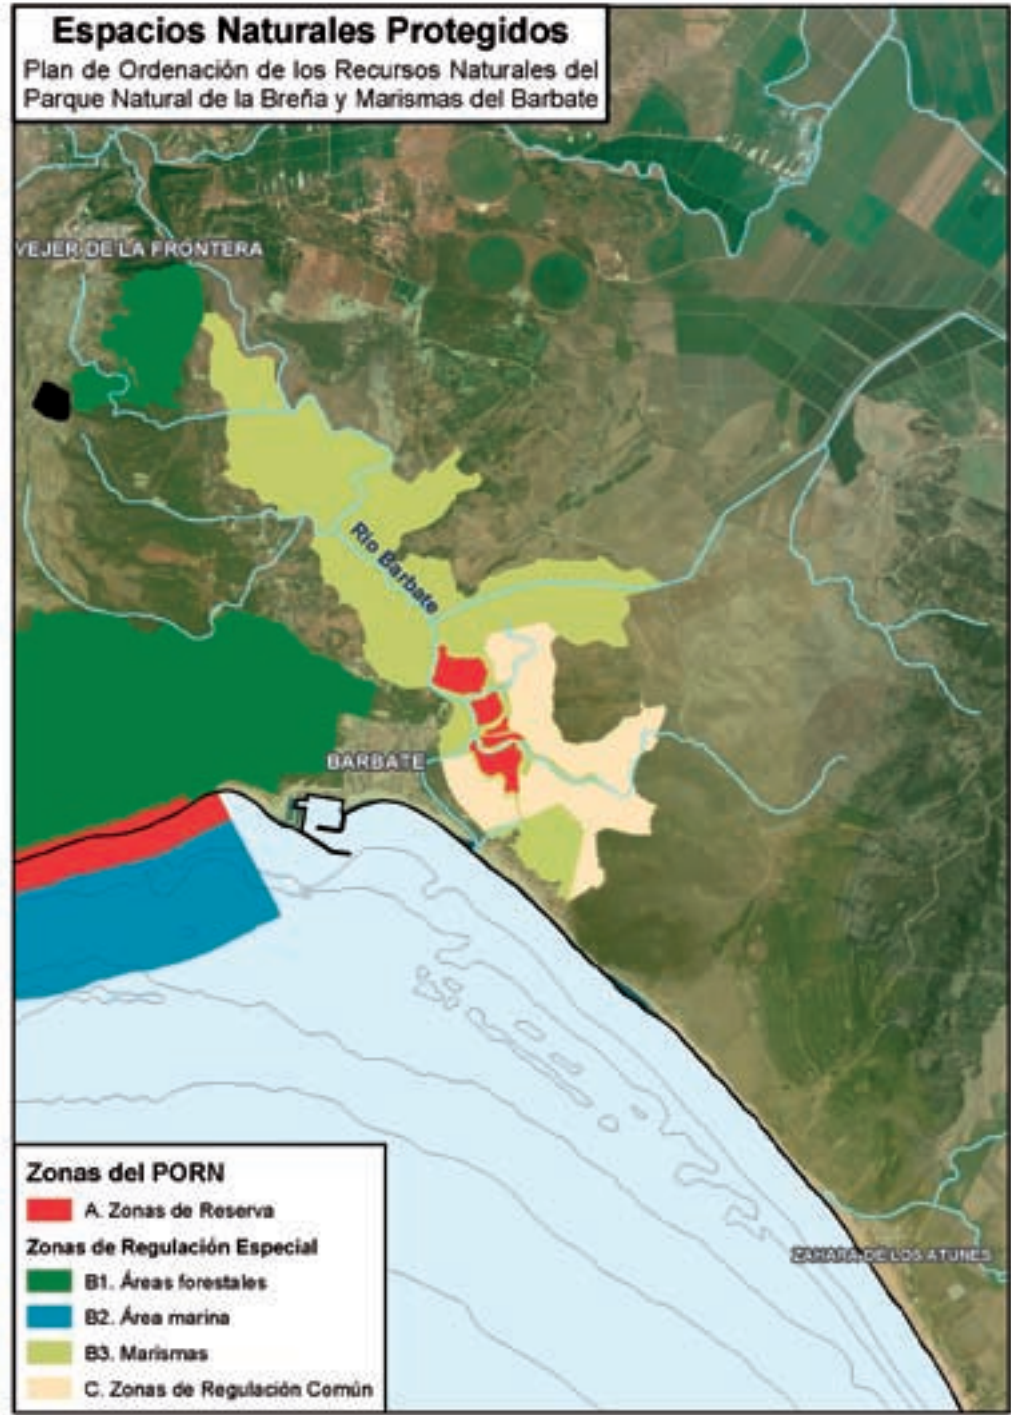 Espacios Naturales Protegidos
Plan de Ordenación de los Recursos Naturales del
Parque Natural de la Breña y Marismas del Barbate
VEJER DE LA FRONTERA
Río Barbate
BARBATE
ZAHARA DE LOS ATUNES
Zonas del PORN
A. Zonas de Reserva
Zonas de Regulación Especial
B1. Áreas forestales
B2. Área marina
B3. Marismas
C. Zonas de Regulación Común